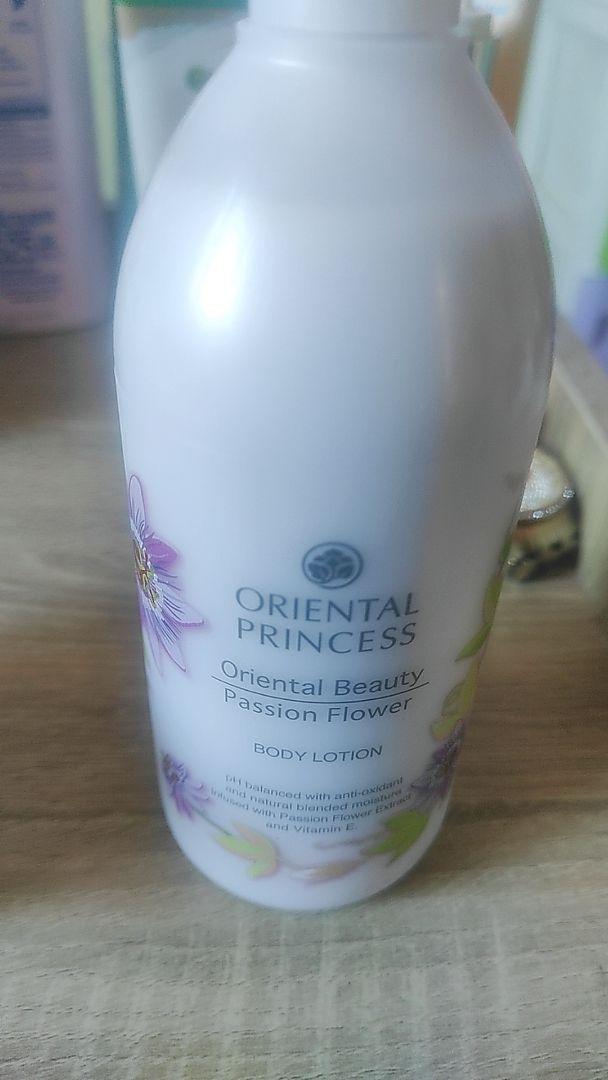 ORIENTAL
PRINCESS
Oriental Beauty
Passion Flower
BODY LOTION
pH balanced with anti-oxidant
and natural blended moisture
infused with Passion Flower Extract
and Vitamin E.